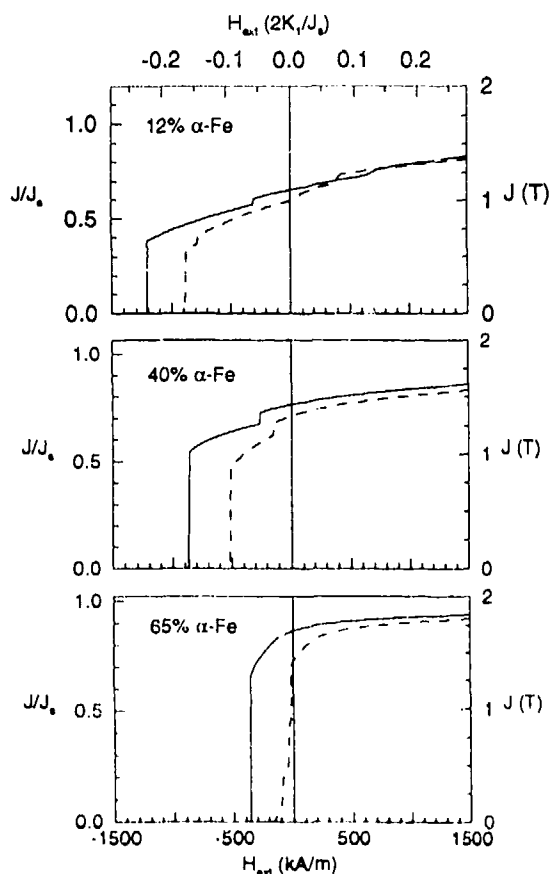 H_ext (2K_1/J_s)
-0.2 -0.1 0.0 0.1 0.2
12% α-Fe
J/J_s
1.0
0.5
0.0
2
1
0
J (T)
40% α-Fe
J/J_s
1.0
0.5
0.0
2
1
0
J (T)
65% α-Fe
J/J_s
1.0
0.5
0.0
2
1
0
J (T)
-1500 -500 500 1500
H_ext (kA/m)